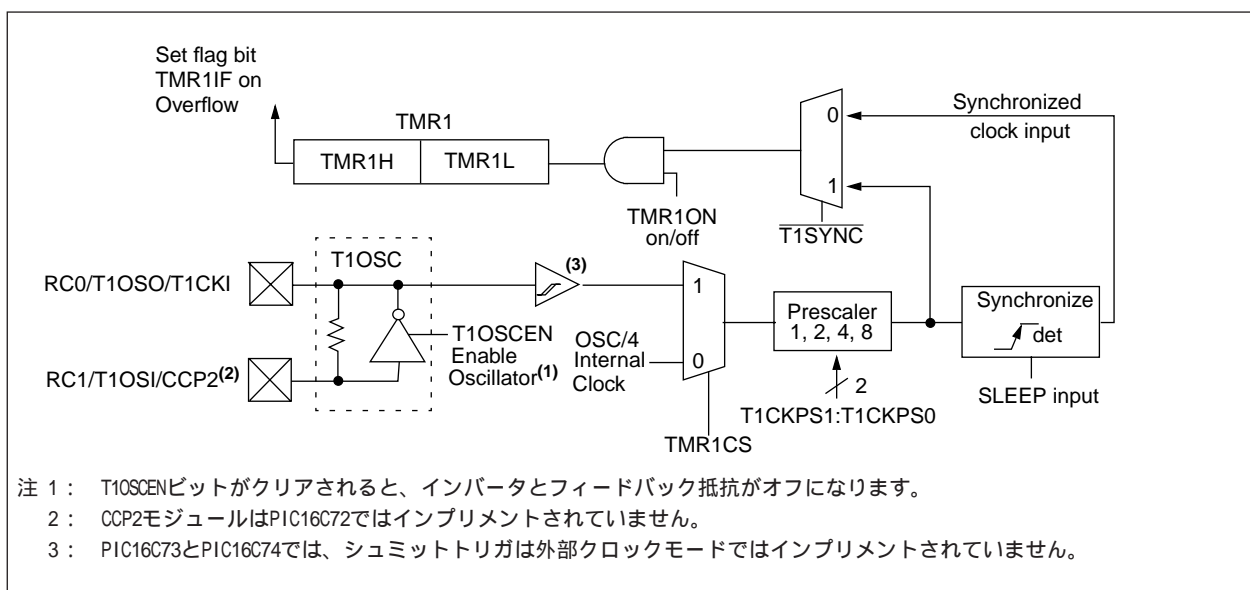 Set flag bit
TMR1IF on
Overflow
TMR1
TMR1H
TMR1L
TMR1ON
on/off
0
1
T1SYNC
Synchronized
clock input
RC0/T1OSO/T1CKI
RC1/T1OSI/CCP2(2)
T1OSC
T1OSCEN
Enable
Oscillator(1)
(3)
OSC/4
Internal
Clock
1
0
TMR1CS
Prescaler
1, 2, 4, 8
2
T1CKPS1:T1CKPS0
Synchronize
det
SLEEP input
注 1: T1OSCENビットがクリアされると、インバータとフィードバック抵抗がオフになります。
2: CCP2モジュールはPIC16C72ではインプリメントされていません。
3: PIC16C73とPIC16C74では、シュミットトリガは外部クロックモードではインプリメントされていません。